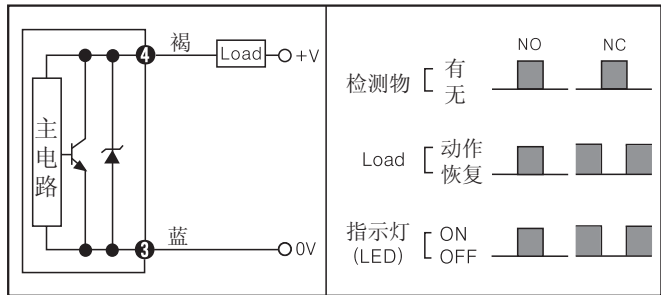 主电路
4
褐
Load
+V
3
蓝
0V
NO NC
检测物 有
无
Load 动作
恢复
指示灯 ON
(LED) OFF